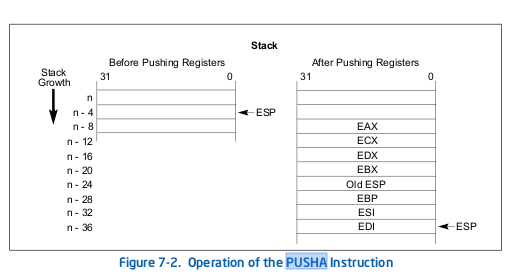 Stack
Before Pushing Registers
After Pushing Registers
Stack Growth
31 0
31 0
n
n - 4 ESP
n - 8 EAX
n - 12 ECX
n - 16 EDX
n - 20 EBX
n - 24 Old ESP
n - 28 EBP
n - 32 ESI
n - 36 EDI ESP
Figure 7-2. Operation of the PUSHA Instruction